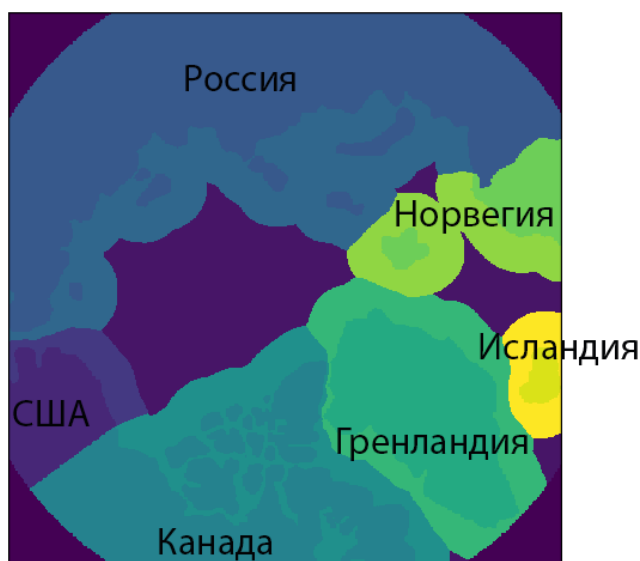 Россия
Норвегия
Исландия
США
Гренландия
Канада